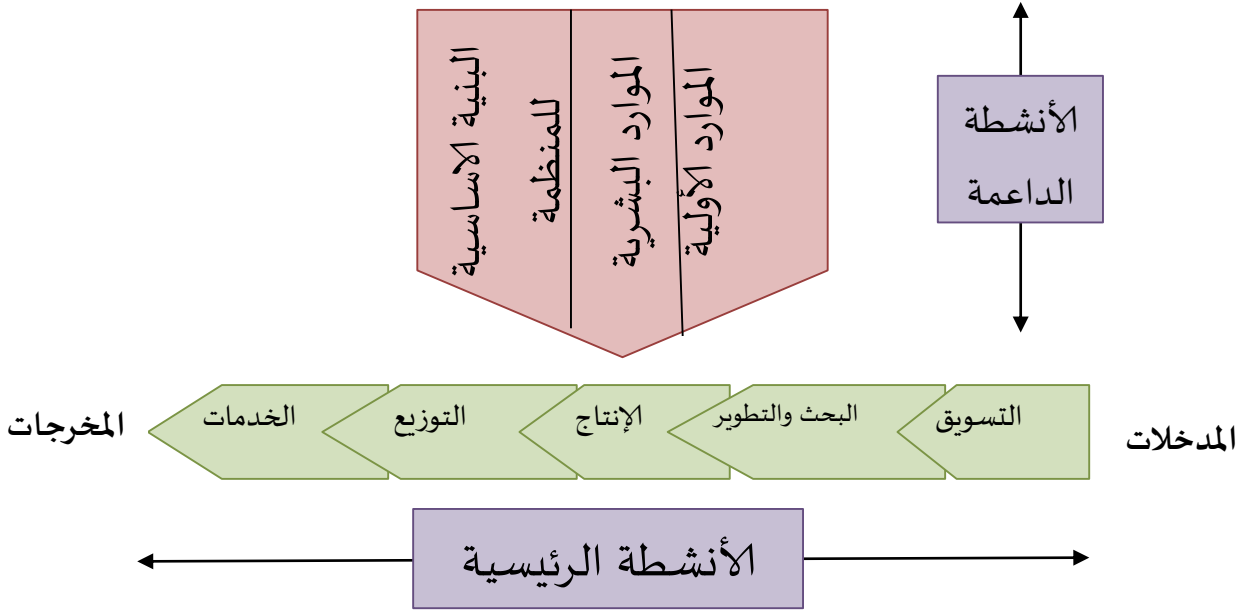 البنية الاساسية
للمنظمة
الموارد البشرية
الموارد الأولية
الأنشطة
الداعمة
المدخلات
التسويق
البحث والتطوير
الإنتاج
التوزيع
الخدمات
المخرجات
الأنشطة الرئيسية